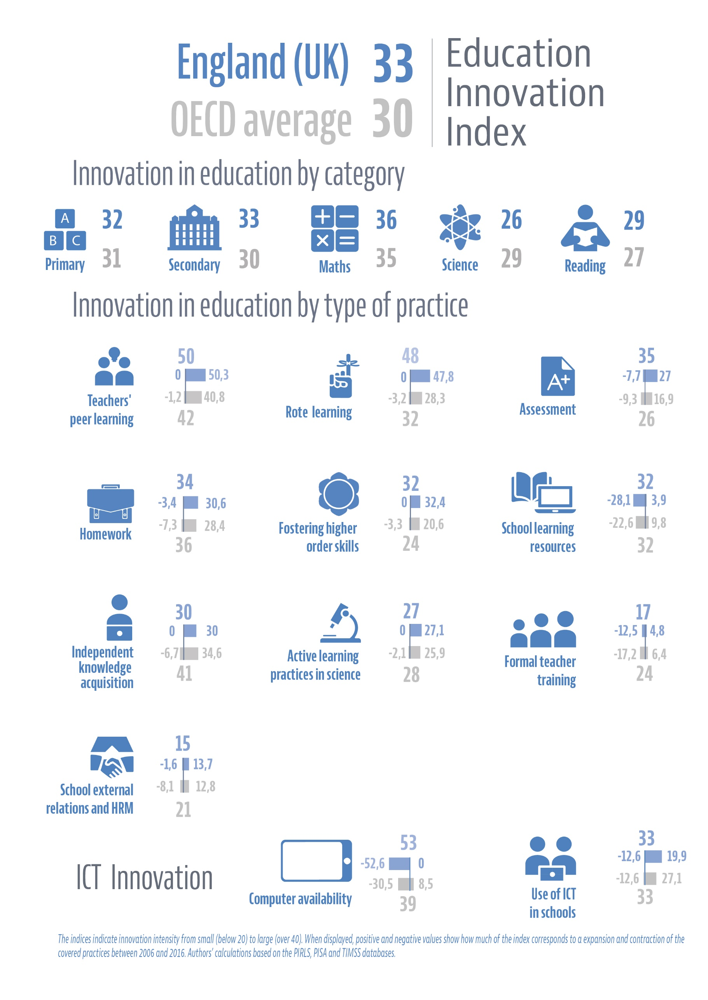 England (UK) 33
OECD average 30
Education
Innovation
Index
Innovation in education by category
A
B C
Primary
32
31
Secondary
33
30
Maths
36
35
Science
26
29
Reading
29
27
Innovation in education by type of practice
Teachers'
peer learning
50
0 50,3
-1,2 40,8
42
Rote learning
48
0 47,8
-3,2 28,3
32
A+
Assessment
35
-7,7 27
-9,3 16,9
26
Homework
34
-3,4 30,6
-7,3 28,4
36
Fostering higher
order skills
32
0 32,4
-3,3 20,6
24
School learning
resources
32
-28,1 3,9
-22,6 9,8
32
Independent
knowledge
acquisition
30
0 30
-6,7 34,6
41
Active learning
practices in science
27
0 27,1
-2,1 25,9
28
Formal teacher
training
17
-12,5 4,8
-17,2 6,4
24
School external
relations and HRM
15
-1,6 13,7
-8,1 12,8
21
ICT Innovation
Computer availability
53
-52,6 0
-30,5 8,5
39
Use of ICT
in schools
33
-12,6 19,9
-12,6 27,1
33
The indices indicate innovation intensity from small (below 20) to large (over 40). When displayed, positive and negative values show how much of the index corresponds to a expansion and contraction of the
covered practices between 2006 and 2016. Authors' calculations based on the PIRLS, PISA and TIMSS databases.